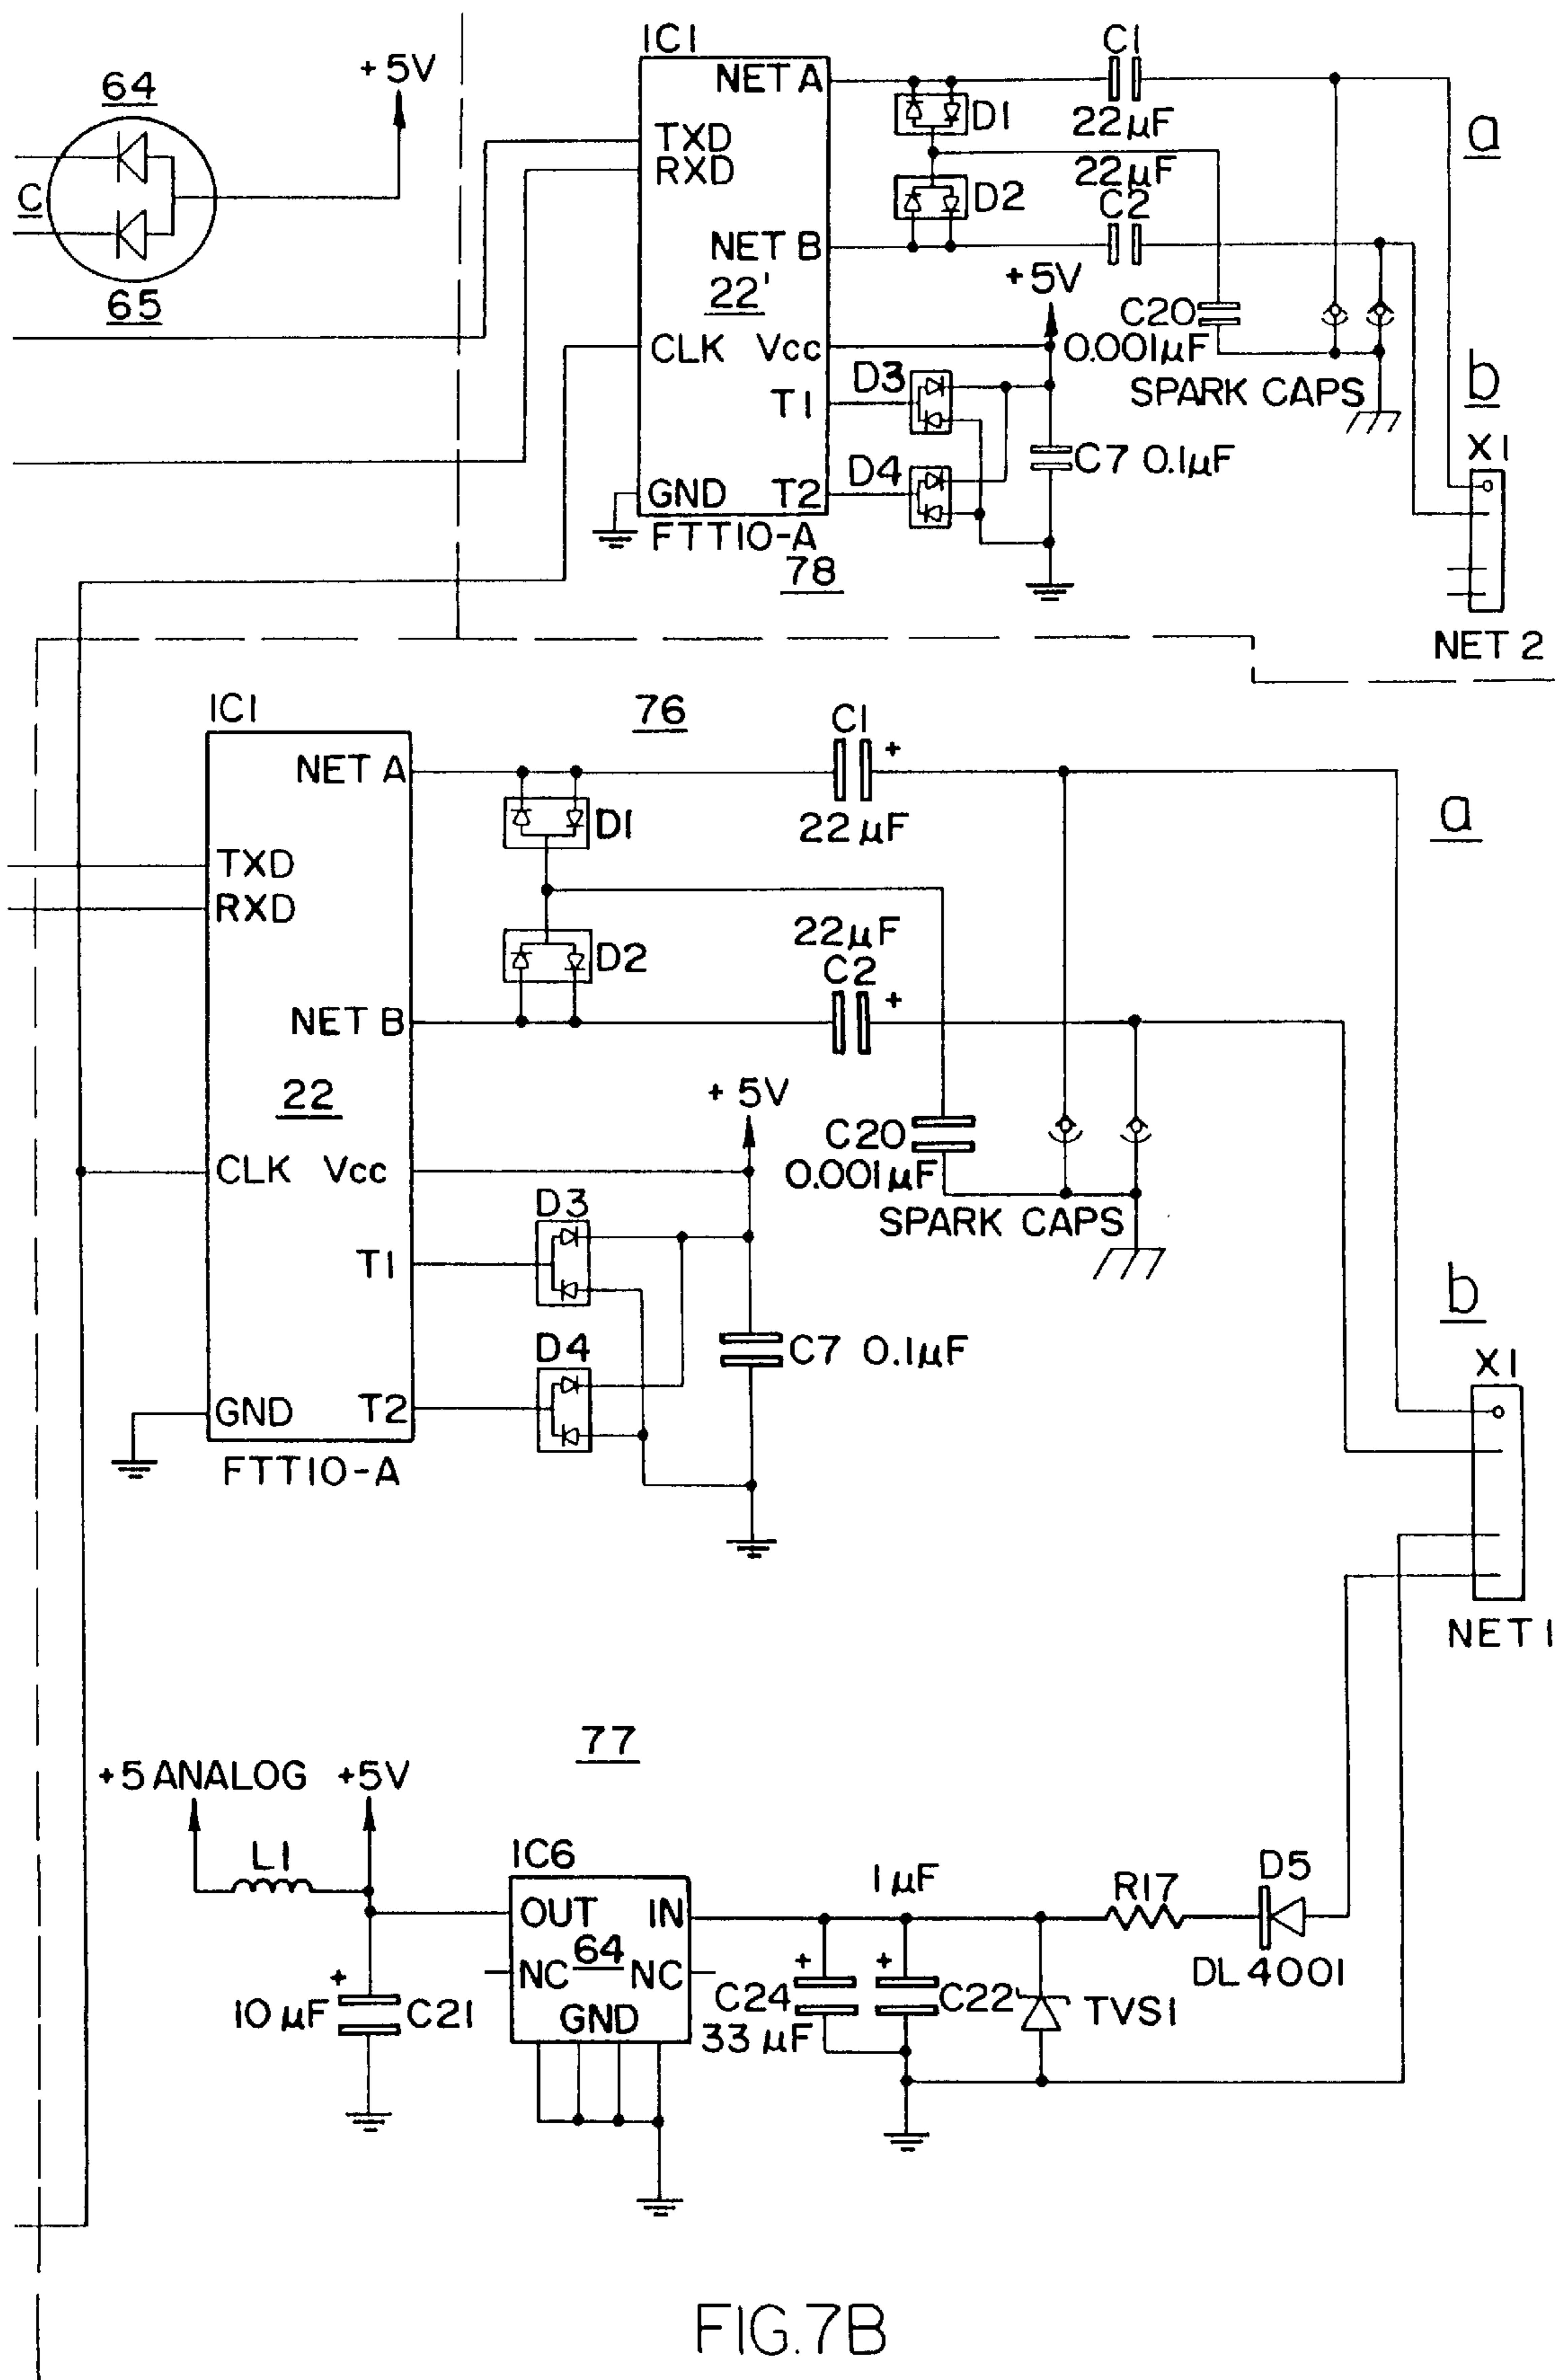 64
+5V
C
65
IC1
NET A
TXD
RXD
NET B
22'
CLK Vcc
T1
GND T2
FTT10-A
78
D1
D2
C1
22µF
22µF
C2
+5V
C20
0.001µF
SPARK CAPS
D3
D4
C7 0.1µF
a
b
X1
NET 2
IC1
76
NET A
TXD
RXD
NET B
22
CLK Vcc
T1
GND T2
FTT10-A
D1
D2
C1
+
22µF
22µF
C2
+
+5V
C20
0.001µF
SPARK CAPS
D3
D4
C7 0.1µF
a
b
X1
NET 1
77
+5 ANALOG +5V
L1
IC6
OUT IN
NC 64 NC
GND
+
10µF C21
1µF
+
+
C24
33µF
C22
TVS1
R17
D5
DL4001
FIG.7B